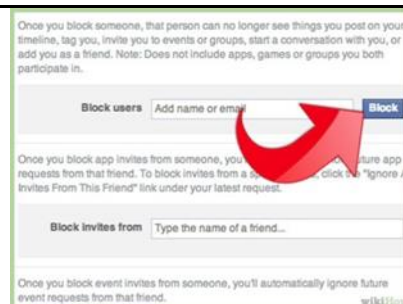 Once you block someone, that person can no longer see things you post on your
timeline, tag you, invite you to events or groups, start a conversation with you, or
add you as a friend. Note: Does not include apps, games or groups you both
participate in.
Block users Add name or email Block
Once you block app invites from someone, you future app
requests from that friend. To block invites from a click the "Ignore A
Invites From This Friend" link under your latest request.
Block invites from Type the name of a friend...
Once you block event invites from someone, you'll automatically ignore future
event requests from that friend.
wikiHow